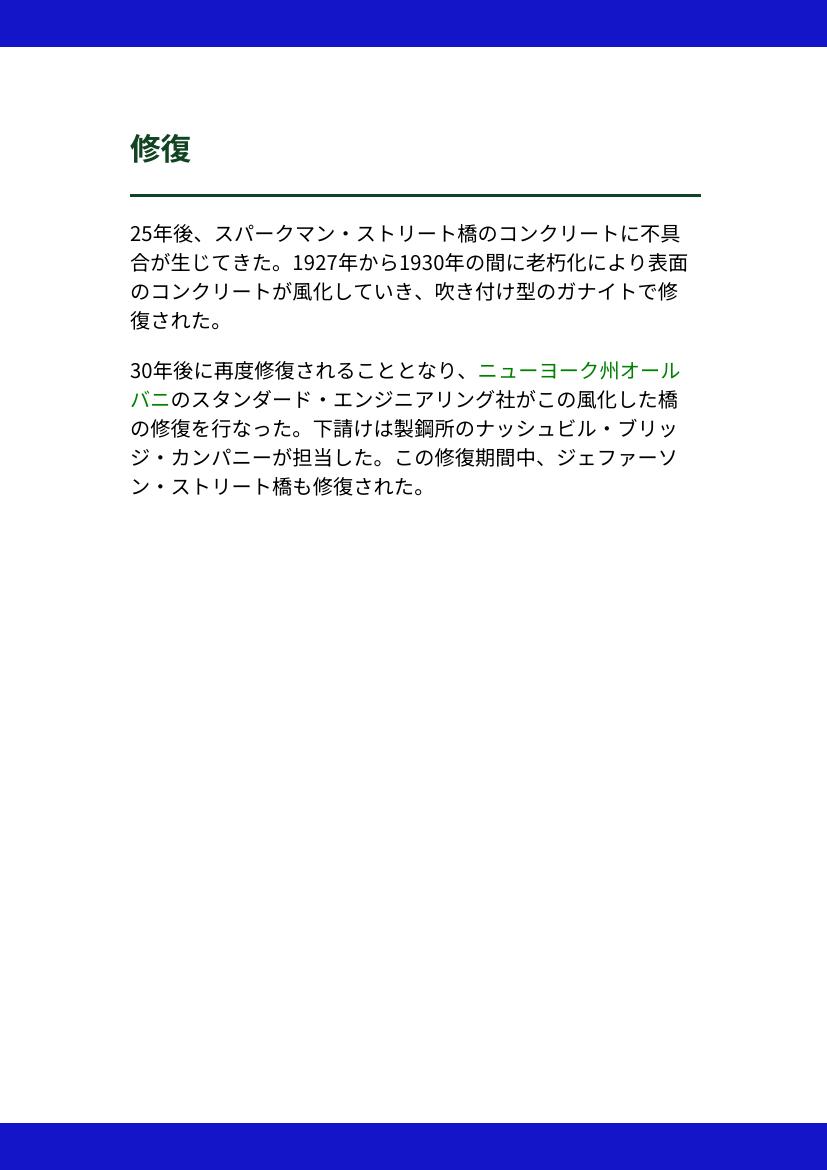 修復
25年後、スパークマン・ストリート橋のコンクリートに不具
合が生じてきた。1927年から1930年の間に老朽化により表面
のコンクリートが風化していき、吹き付け型のガナイトで修
復された。
30年後に再度修復されることとなり、ニューヨーク州オール
バニのスタンダード・エンジニアリング社がこの風化した橋
の修復を行なった。下請けは製鋼所のナッシュビル・ブリッ
ジ・カンパニーが担当した。この修復期間中、ジェファーソ
ン・ストリート橋も修復された。